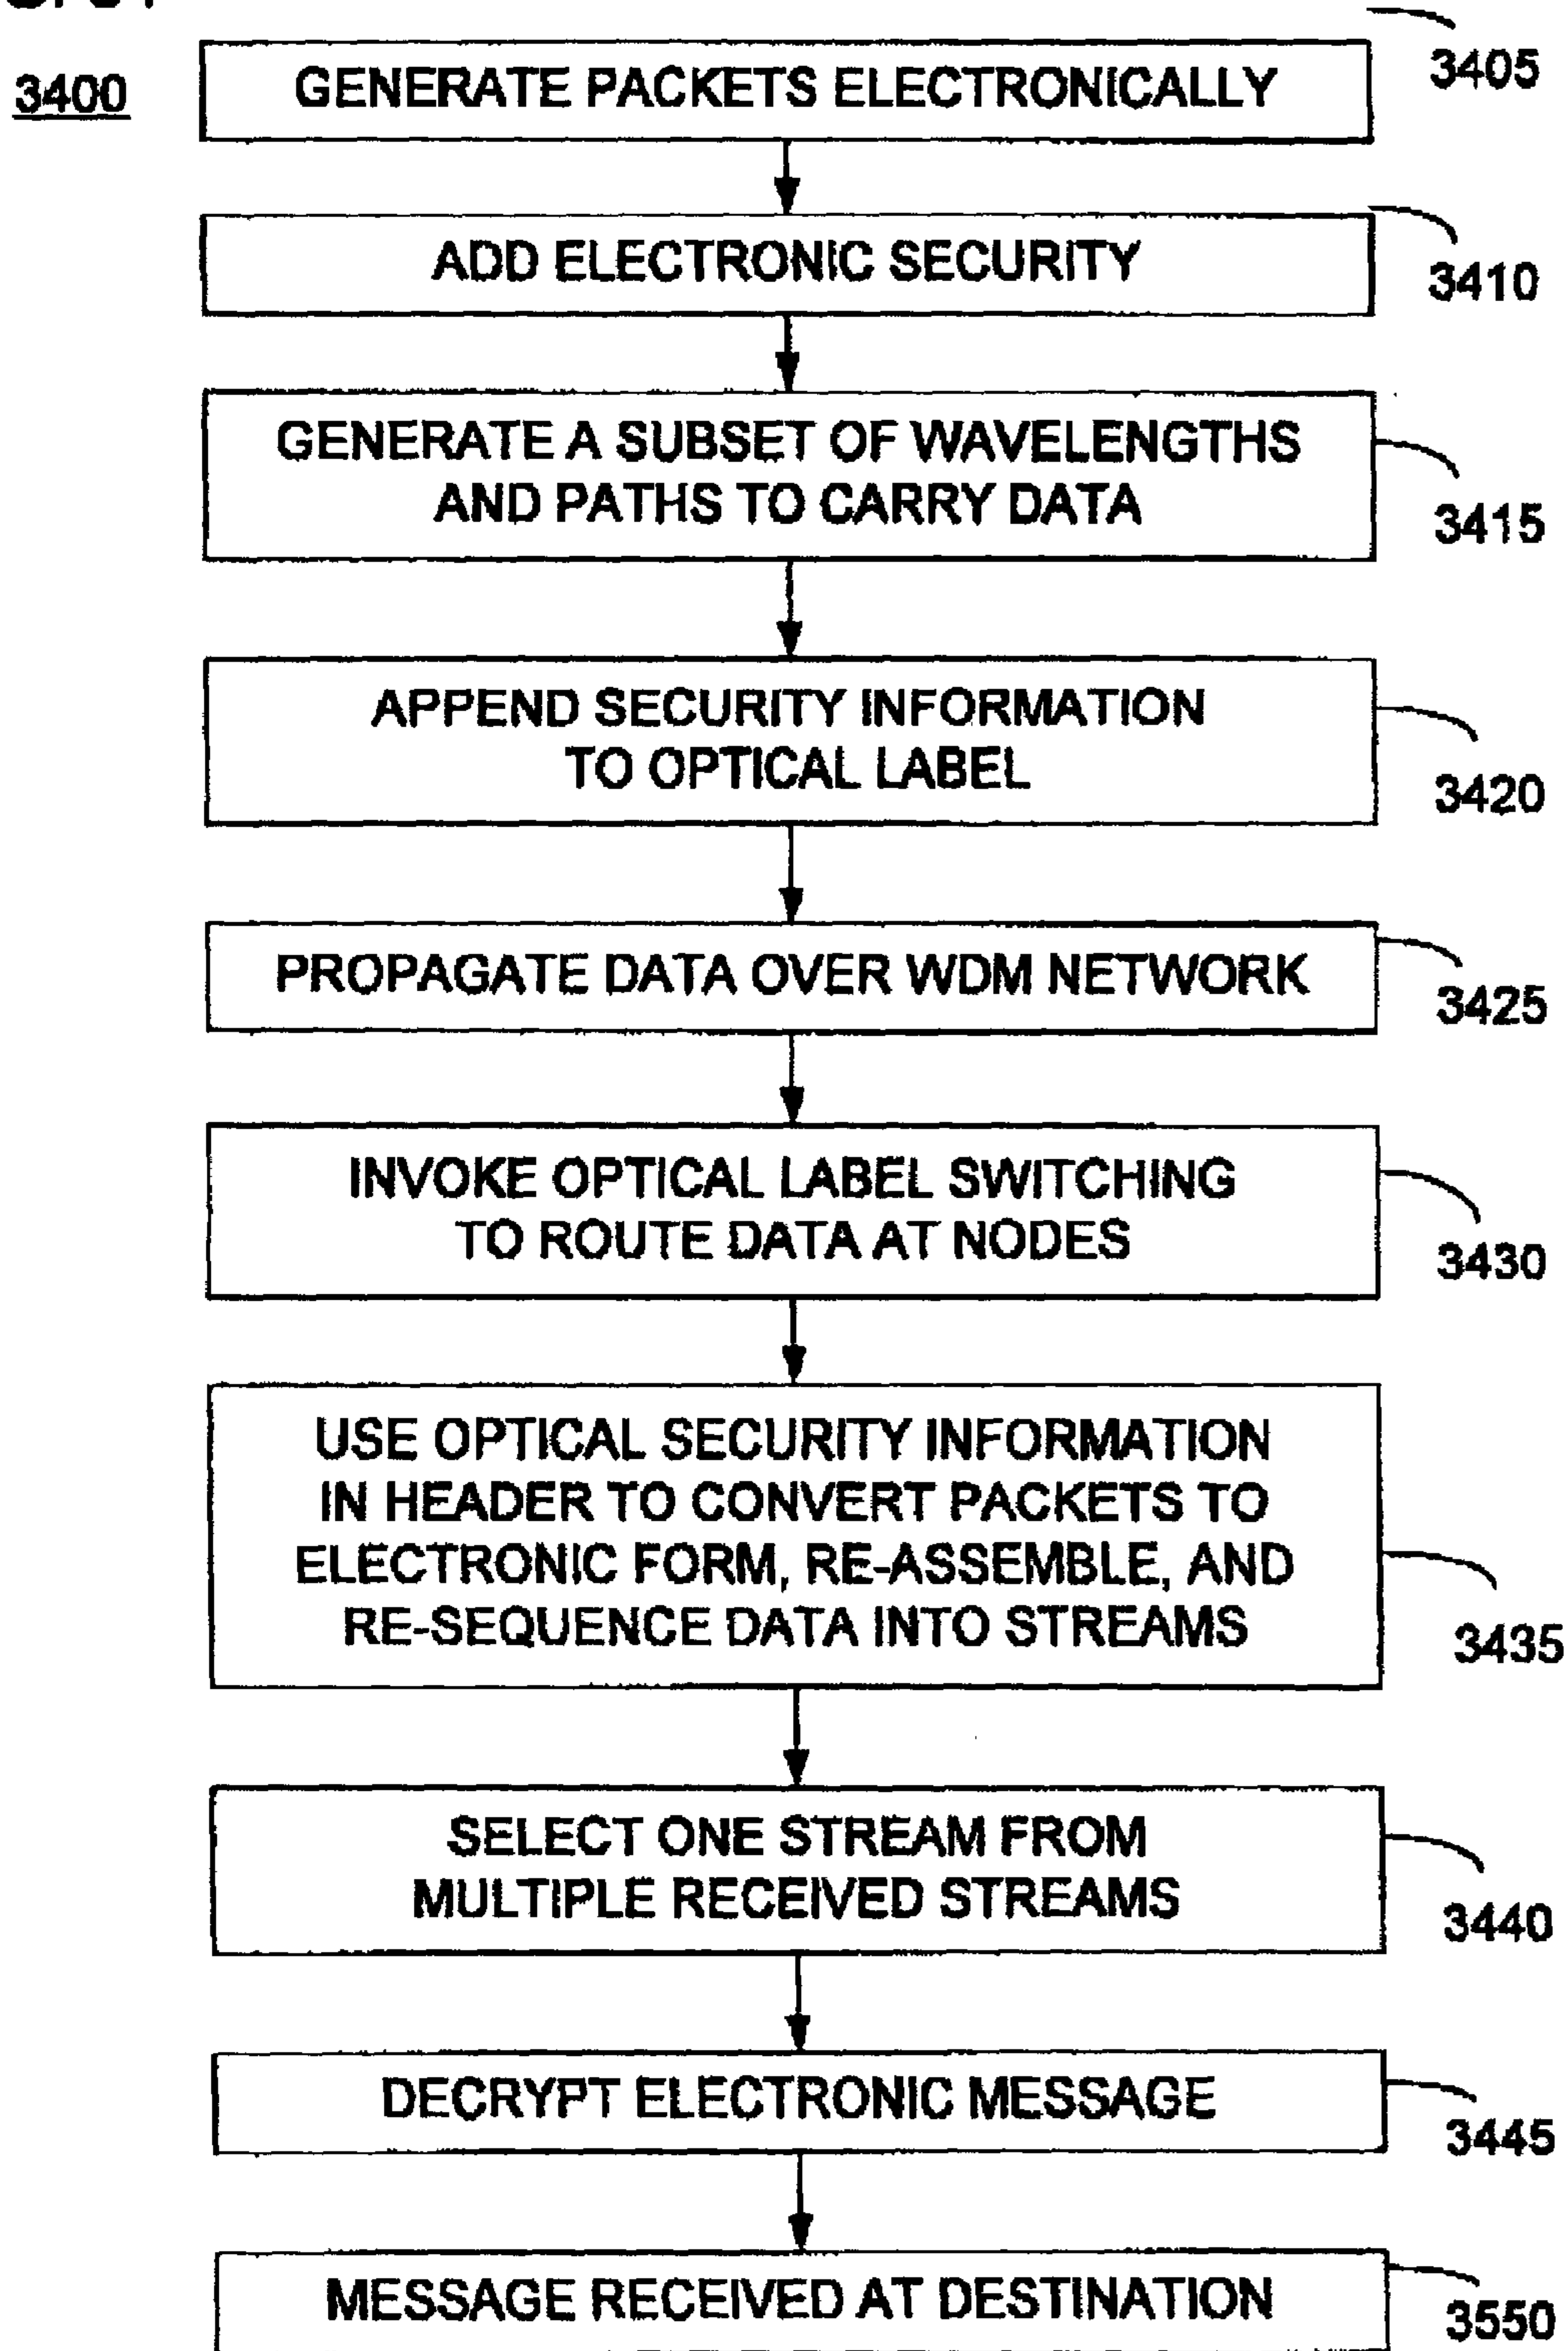 3400
GENERATE PACKETS ELECTRONICALLY
3405
ADD ELECTRONIC SECURITY
3410
GENERATE A SUBSET OF WAVELENGTHS
AND PATHS TO CARRY DATA
3415
APPEND SECURITY INFORMATION
TO OPTICAL LABEL
3420
PROPAGATE DATA OVER WDM NETWORK
3425
INVOKE OPTICAL LABEL SWITCHING
TO ROUTE DATA AT NODES
3430
USE OPTICAL SECURITY INFORMATION
IN HEADER TO CONVERT PACKETS TO
ELECTRONIC FORM, RE-ASSEMBLE, AND
RE-SEQUENCE DATA INTO STREAMS
3435
SELECT ONE STREAM FROM
MULTIPLE RECEIVED STREAMS
3440
DECRYPT ELECTRONIC MESSAGE
3445
MESSAGE RECEIVED AT DESTINATION
3550